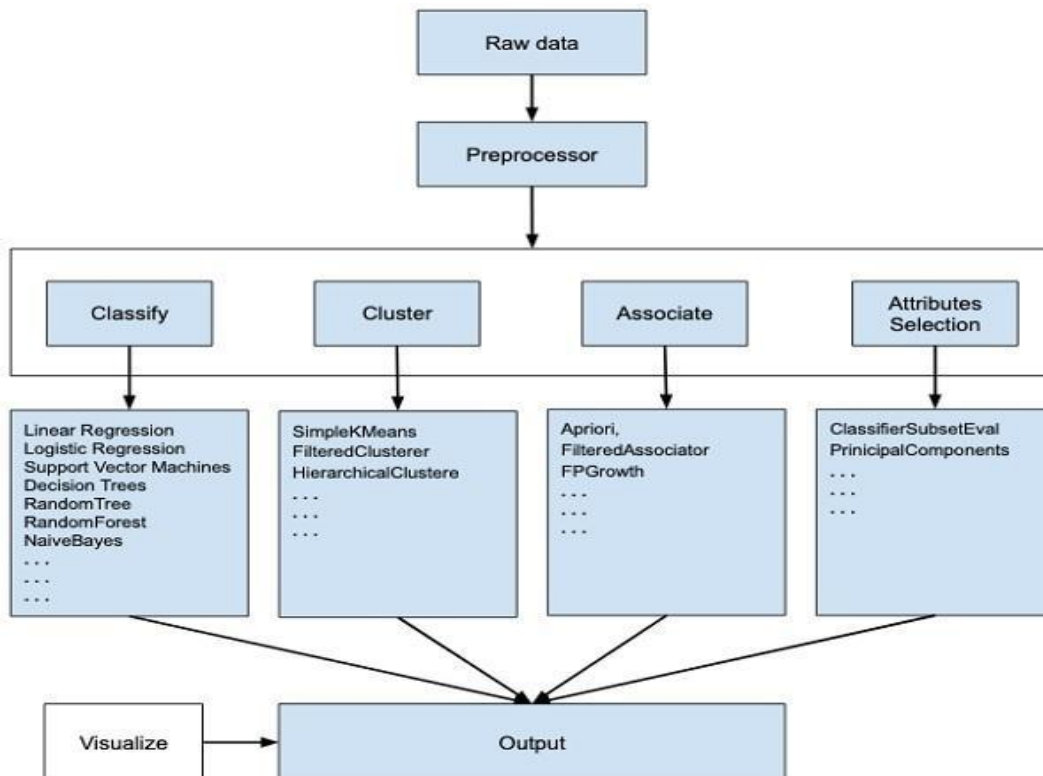 Raw data
Preprocessor
Classify
Cluster
Associate
Attributes
Selection
Linear Regression
Logistic Regression
Support Vector Machines
Decision Trees
RandomTree
RandomForest
NaiveBayes
. . .
. . .
. . .
SimpleKMeans
FilteredClusterer
HierarchicalClustere
. . .
. . .
. . .
Apriori,
FilteredAssociator
FPGrowth
. . .
. . .
. . .
ClassifierSubsetEval
PrinicipalComponents
. . .
. . .
. . .
Visualize
Output